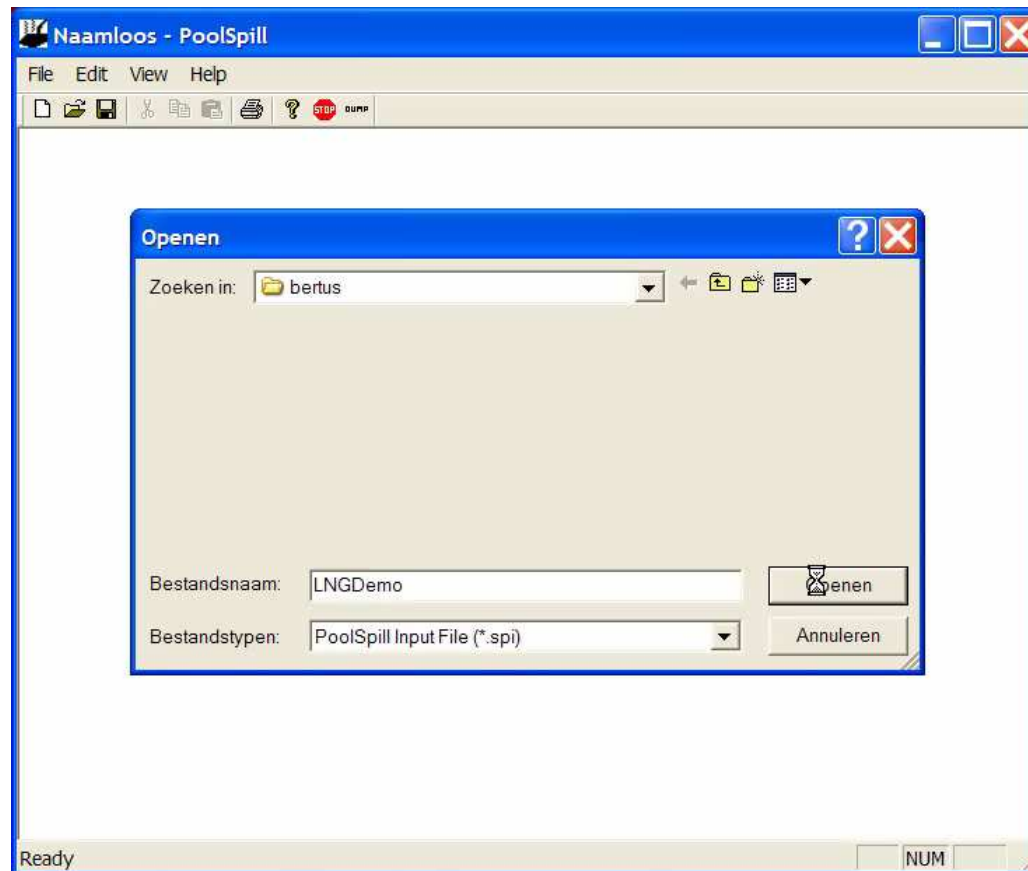 Naamloos - PoolSpill
File Edit View Help
STOP DUMP
Openen
Zoeken in: bertus
Bestandsnaam: LNGDemo Openen
Bestandstypen: PoolSpill Input File (*.spi) Annuleren
Ready NUM